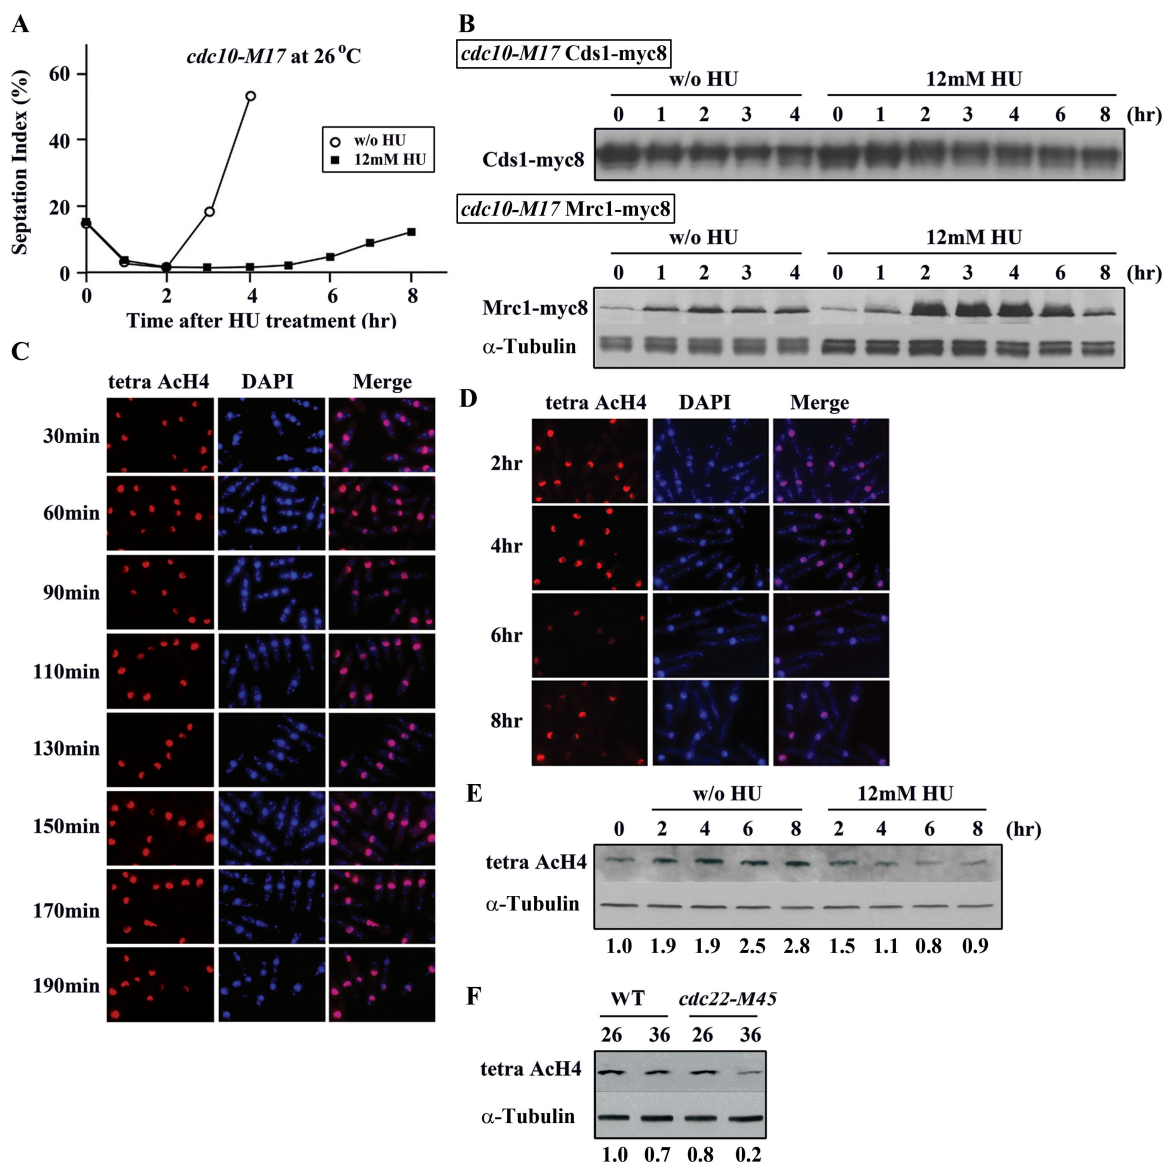 A
cdc10-M17 at 26 °C
Septation Index (%)
60
40
20
0
w/o HU
12mM HU
0 2 4 6 8
Time after HU treatment (hr)
B
cdc10-M17 Cds1-myc8
w/o HU 12mM HU
0 1 2 3 4 0 1 2 3 4 6 8 (hr)
Cds1-myc8
cdc10-M17 Mrc1-myc8
w/o HU 12mM HU
0 1 2 3 4 0 1 2 3 4 6 8 (hr)
Mrc1-myc8
α-Tubulin
C
tetra AcH4 DAPI Merge
30min
60min
90min
110min
130min
150min
170min
190min
D
tetra AcH4 DAPI Merge
2hr
4hr
6hr
8hr
E
w/o HU 12mM HU
0 2 4 6 8 2 4 6 8 (hr)
tetra AcH4
α-Tubulin
1.0 1.9 1.9 2.5 2.8 1.5 1.1 0.8 0.9
F
WT cdc22-M45
26 36 26 36
tetra AcH4
α-Tubulin
1.0 0.7 0.8 0.2